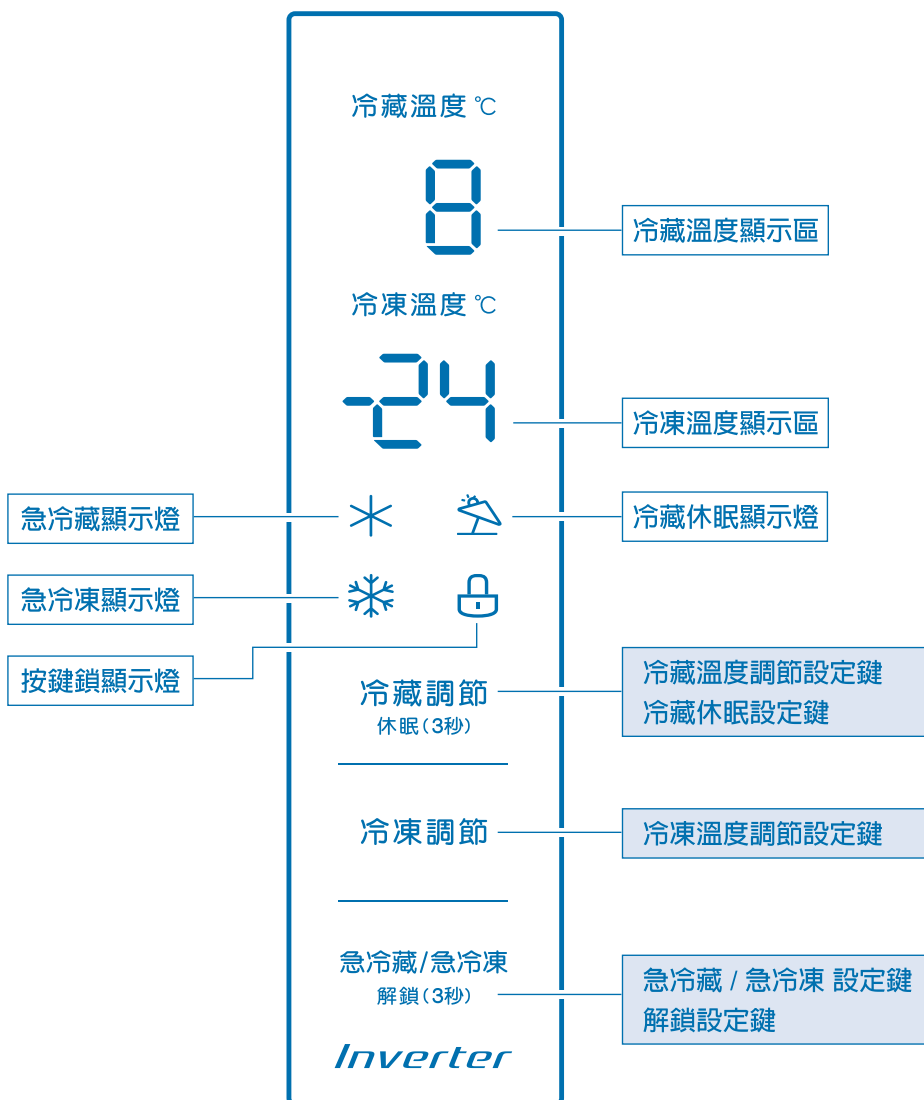 冷藏溫度 ℃
8
冷藏溫度顯示區
冷凍溫度 ℃
-24
冷凍溫度顯示區
急冷藏顯示燈
冷藏休眠顯示燈
急冷凍顯示燈
按鍵鎖顯示燈
冷藏調節
休眠(3秒)
冷藏溫度調節設定鍵
冷藏休眠設定鍵
冷凍調節
冷凍溫度調節設定鍵
急冷藏/急冷凍
解鎖(3秒)
急冷藏 / 急冷凍 設定鍵
解鎖設定鍵
Inverter